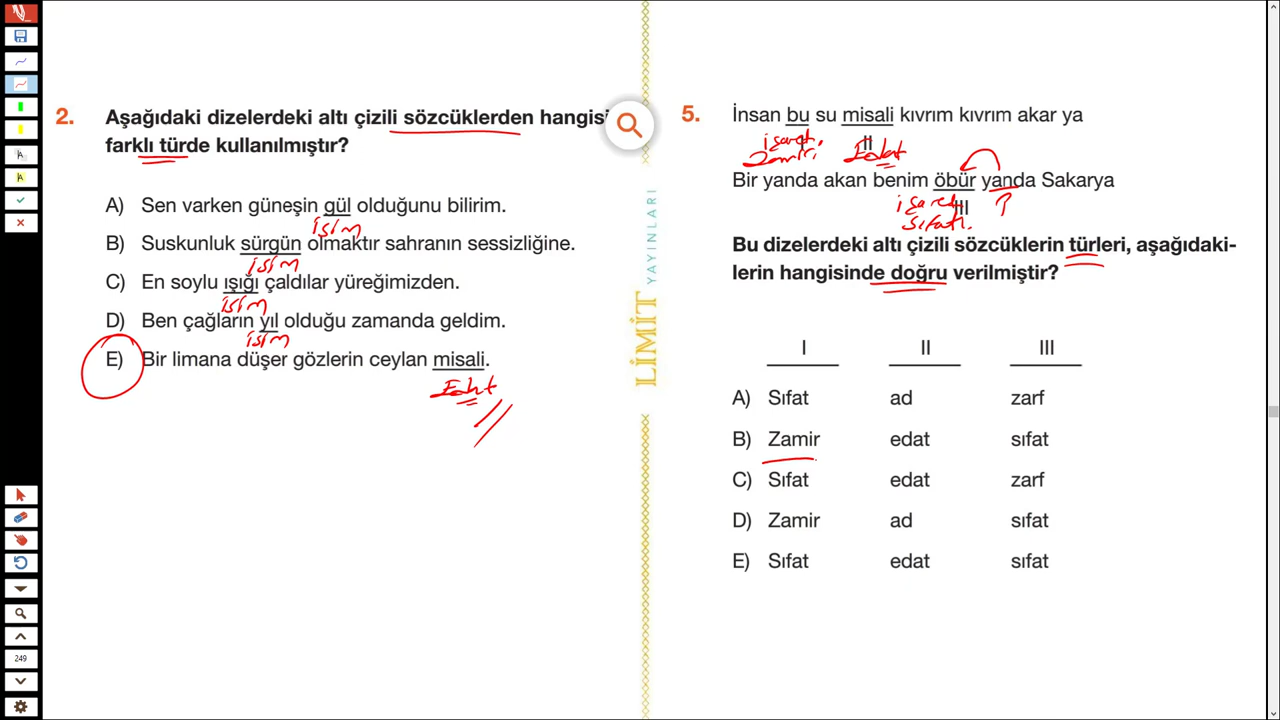 2. Aşağıdaki dizelerdeki altı çizili sözcüklerden hangisi
farklı türde kullanılmıştır?
A) Sen varken güneşin gül olduğunu bilirim.
isim
B) Suskunluk sürgün olmaktır sahranın sessizliğine.
isim
C) En soylu ışığı çaldılar yüreğimizden.
isim
D) Ben çağların yıl olduğu zamanda geldim.
isim
E) Bir limana düşer gözlerin ceylan misali.
Edat
LİMİT YAYINLARI
5. İnsan bu su misali kıvrım kıvrım akar ya
I II
işaret Edat
zamiri
Bir yanda akan benim öbür yanda Sakarya
III
işaret ?
sıfatı
Bu dizelerdeki altı çizili sözcüklerin türleri, aşağıdaki-
lerin hangisinde doğru verilmiştir?
I II III
A) Sıfat ad zarf
B) Zamir edat sıfat
C) Sıfat edat zarf
D) Zamir ad sıfat
E) Sıfat edat sıfat
249